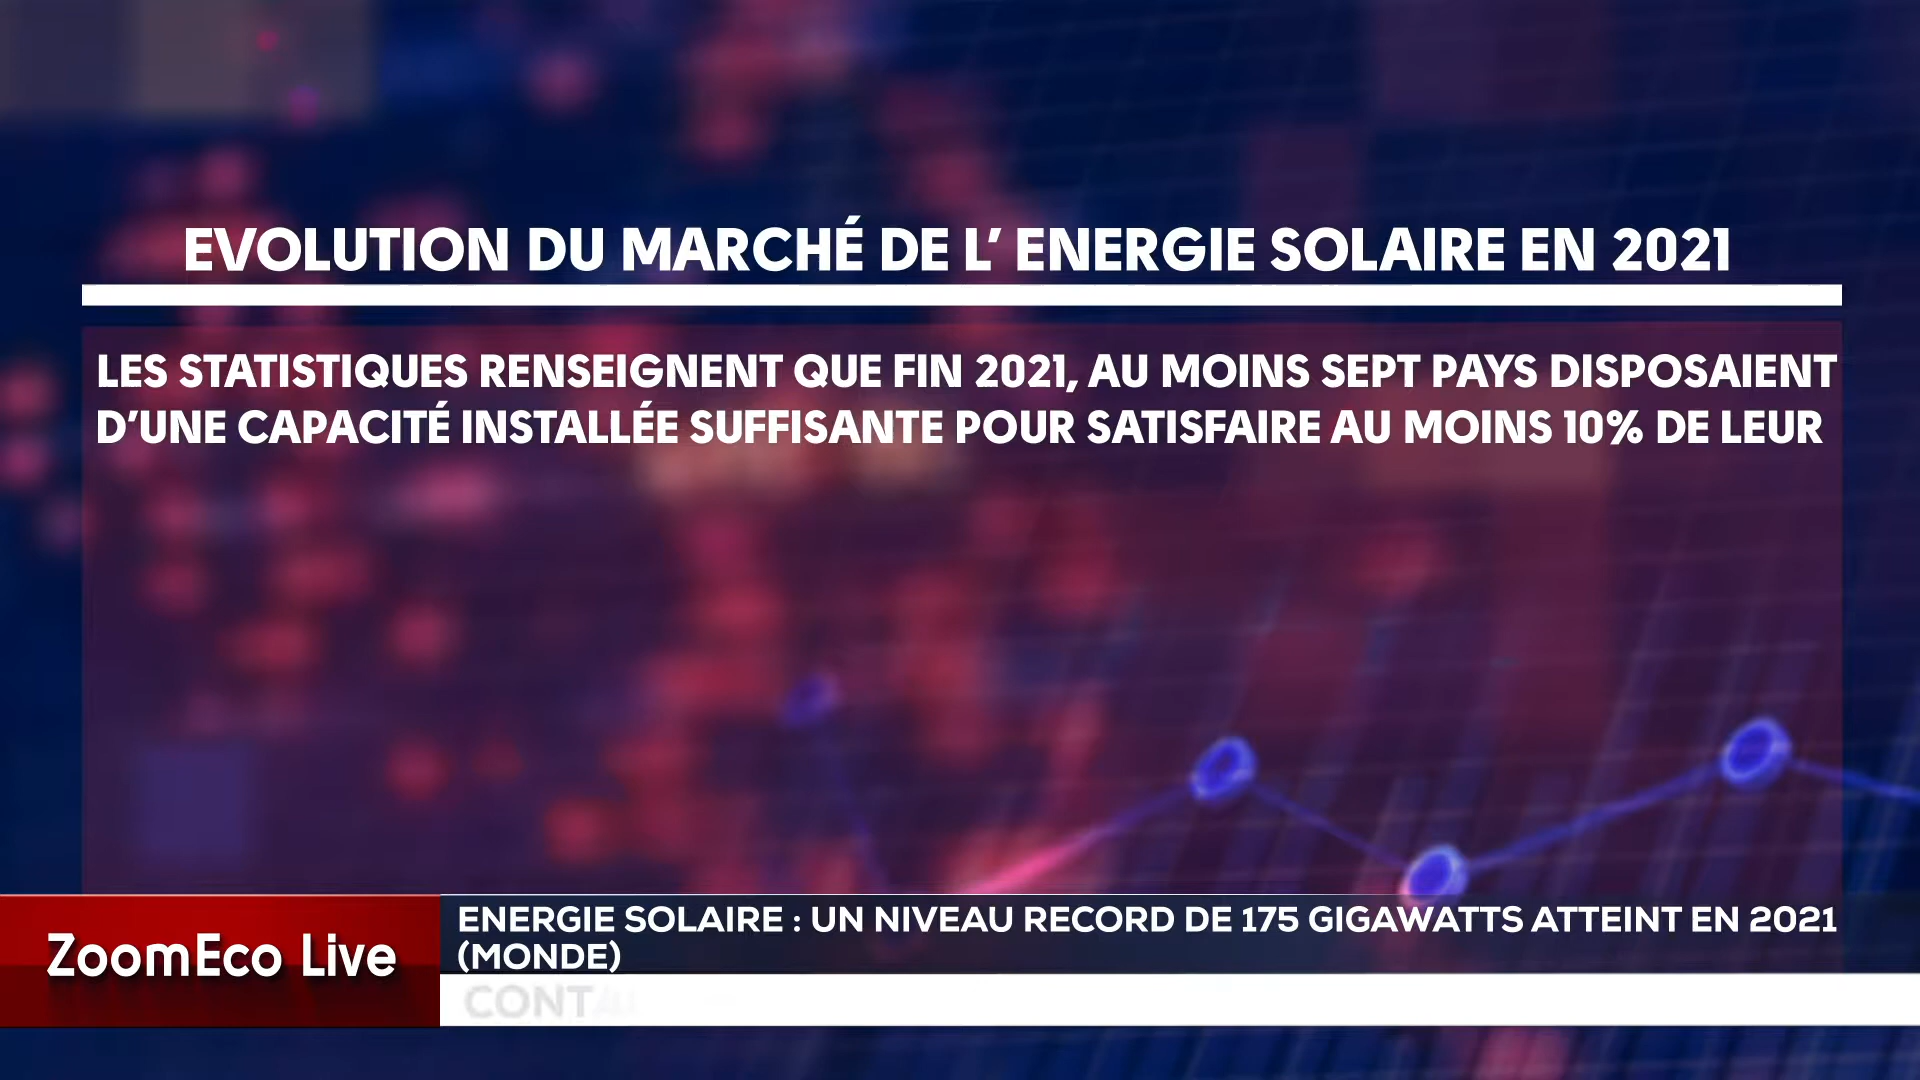 EVOLUTION DU MARCHÉ DE L' ENERGIE SOLAIRE EN 2021
LES STATISTIQUES RENSEIGNENT QUE FIN 2021, AU MOINS SEPT PAYS DISPOSAIENT
D'UNE CAPACITÉ INSTALLÉE SUFFISANTE POUR SATISFAIRE AU MOINS 10% DE LEUR
ENERGIE SOLAIRE : UN NIVEAU RECORD DE 175 GIGAWATTS ATTEINT EN 2021
(MONDE)
ZoomEco Live